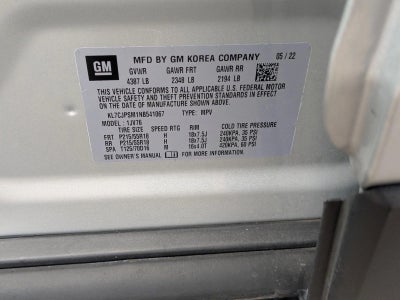 GM
MFD BY GM KOREA COMPANY 05 / 22
GVWR GAWR FRT GAWR RR
4387 LB 2348 LB 2194 LB
THIS VEHICLE CONFORMS TO ALL APPLICABLE U.S. FEDERAL MOTOR
VEHICLE SAFETY AND THEFT PREVENTION STANDARDS IN EFFECT ON THE DATE
OF MANUFACTURE SHOWN ABOVE.
KL7CJPSM1NB541067 TYPE: MPV
MODEL: 1JV76
TIRE SIZE SPEED RTG RIM COLD TIRE PRESSURE
FRT P215/55R18 H 18x7.5J 240KPA, 35 PSI
RR P215/55R18 H 18x7.5J 240KPA, 35 PSI
SPA T125/70D16 M 16x4.0T 420KPA, 60 PSI
SEE OWNER'S MANUAL FOR MORE INFORMATION.